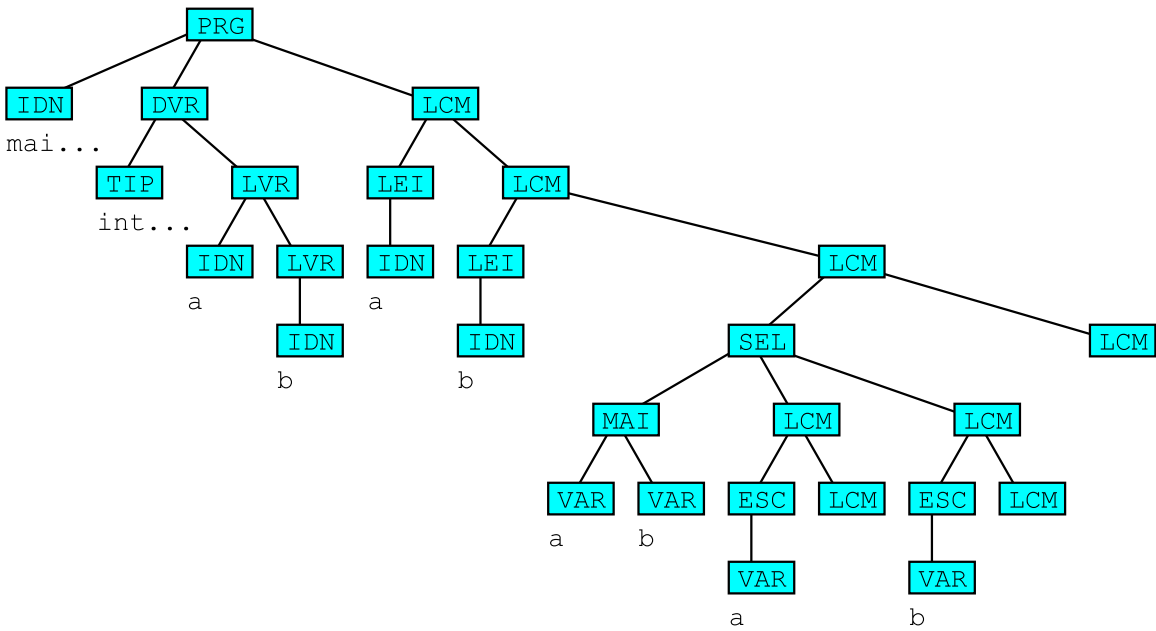 PRG
IDN DVR LCM
mai...
TIP LVR LEI LCM
int...
IDN LVR IDN LEI LCM
a a
IDN IDN SEL LCM
b b
MAI LCM LCM
VAR VAR ESC LCM ESC LCM
a b
VAR VAR
a b